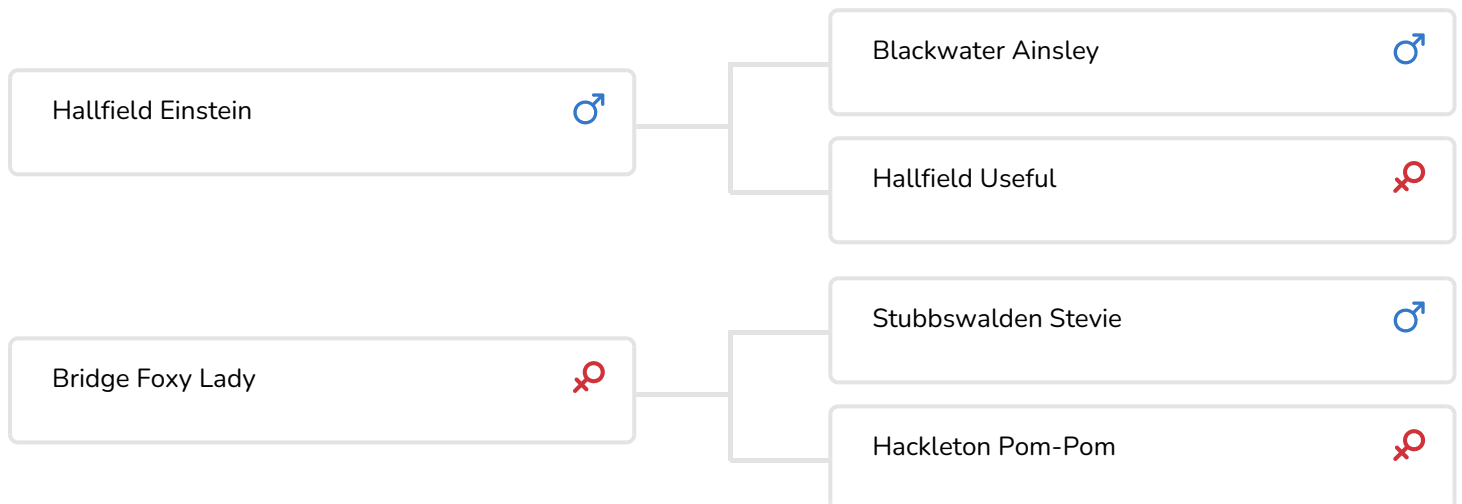 Blackwater Ainsley
Hallfield Einstein
Hallfield Useful
Stubbswalden Stevie
Bridge Foxy Lady
Hackleton Pom-Pom